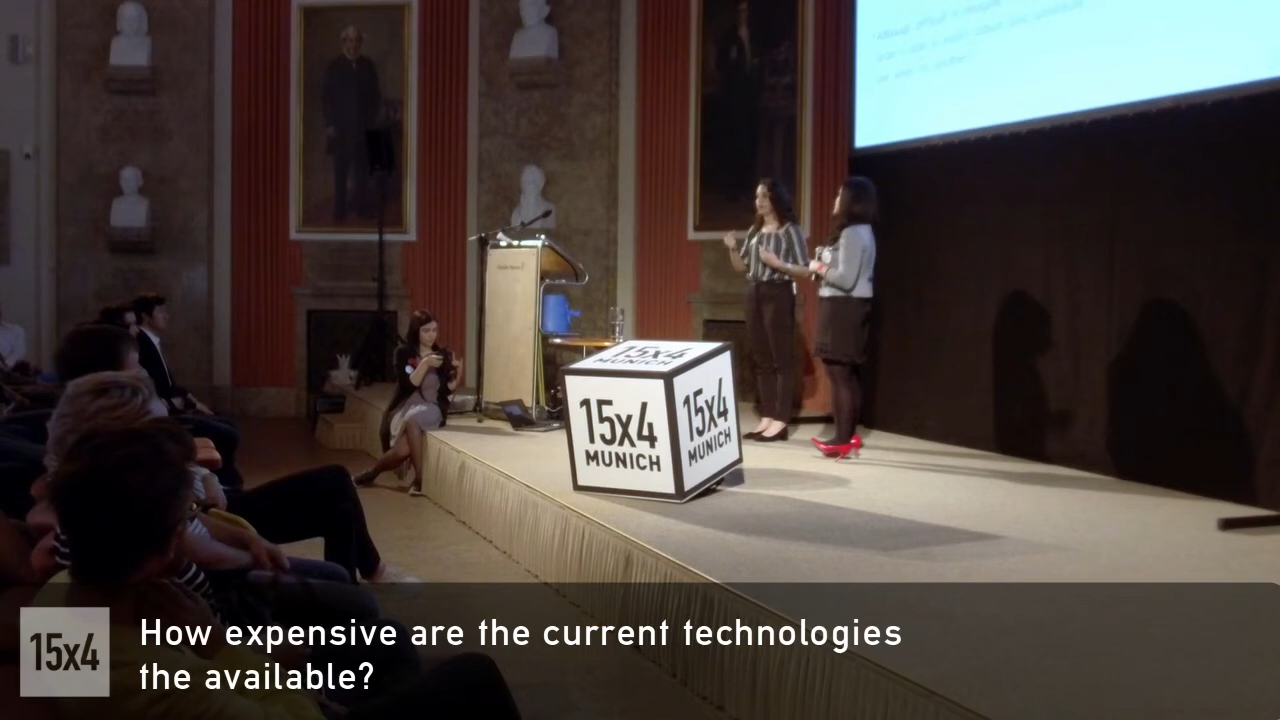 15x4
MUNICH
15x4
MUNICH
15x4
MUNICH
15x4
How expensive are the current technologies
the available?